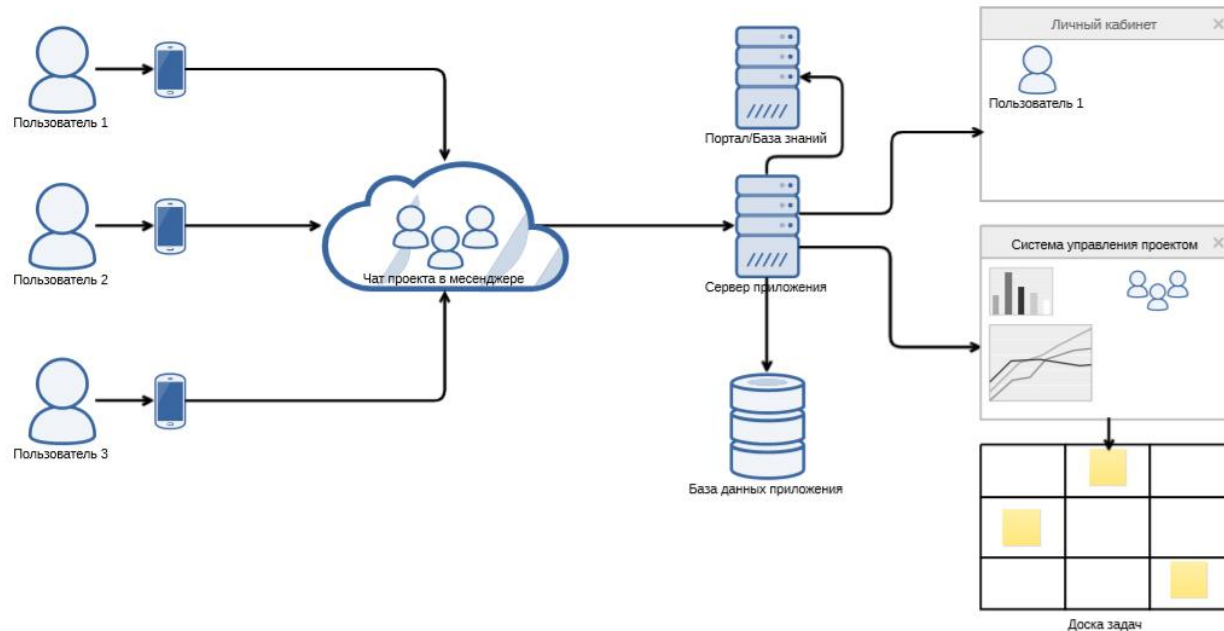 Личный кабинет
Пользователь 1
Пользователь 1
Портал/База знаний
Система управления проектом
Пользователь 2
Чат проекта в месенджере
Сервер приложения
Пользователь 3
База данных приложения
Доска задач